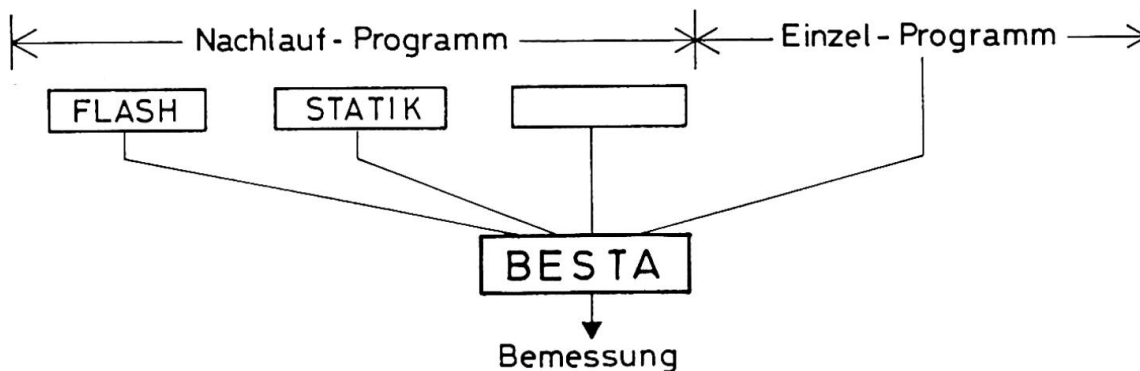 Nachlauf - Programm Einzel - Programm
FLASH STATIK
BESTA
Bemessung